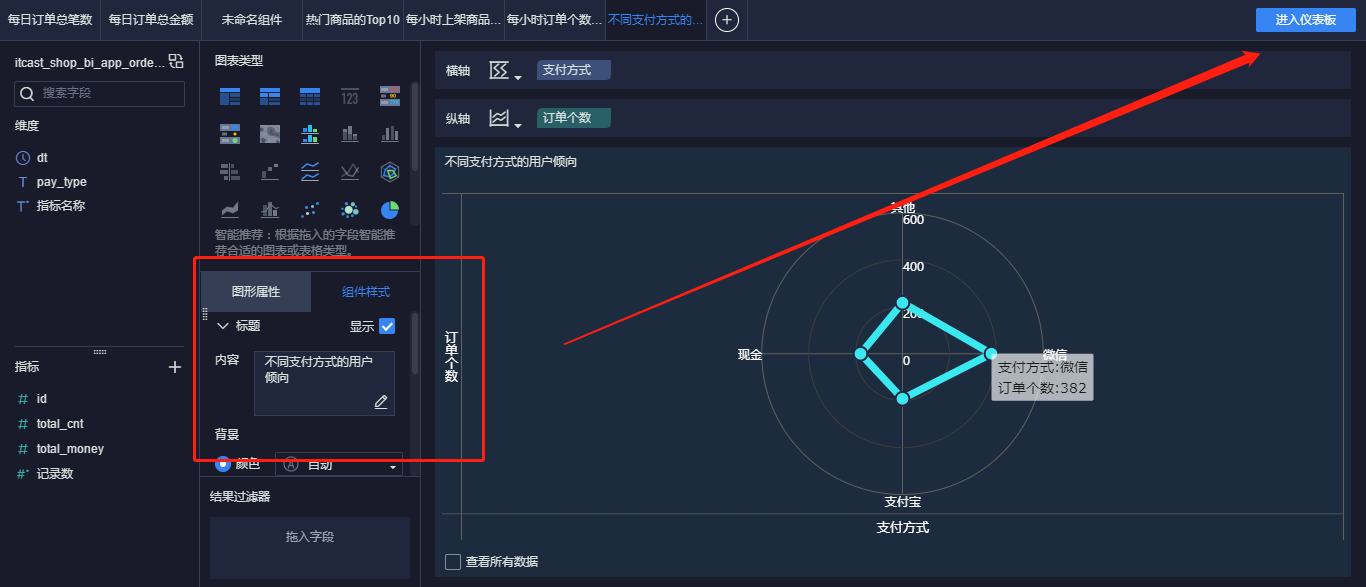 每日订单总笔数
每日订单总金额
未命名组件
热门商品的Top10
每小时上架商品...
每小时订单个数...
不同支付方式的...
进入仪表板
itcast_shop_bi_app_orde...
搜索字段
维度
dt
T pay_type
T* 指标名称
指标
# id
# total_cnt
# total_money
#* 记录数
图表类型
123
智能推荐：根据拖入的字段智能推
荐合适的图表或表格类型。
图形属性
组件样式
标题
显示
内容
不同支付方式的用户
倾向
背景
颜色
A 自动
结果过滤器
拖入字段
横轴
支付方式
纵轴
订单个数
不同支付方式的用户倾向
订单个数
其他
600
400
200
0
现金
微信
支付方式:微信
订单个数:382
支付宝
支付方式
查看所有数据